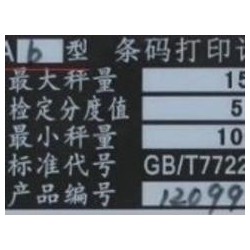 A b 型 条码打印
最大秤量 15
检定分度值 5
最小秤量 10
标准代号 GB/T7722
产品编号 12099